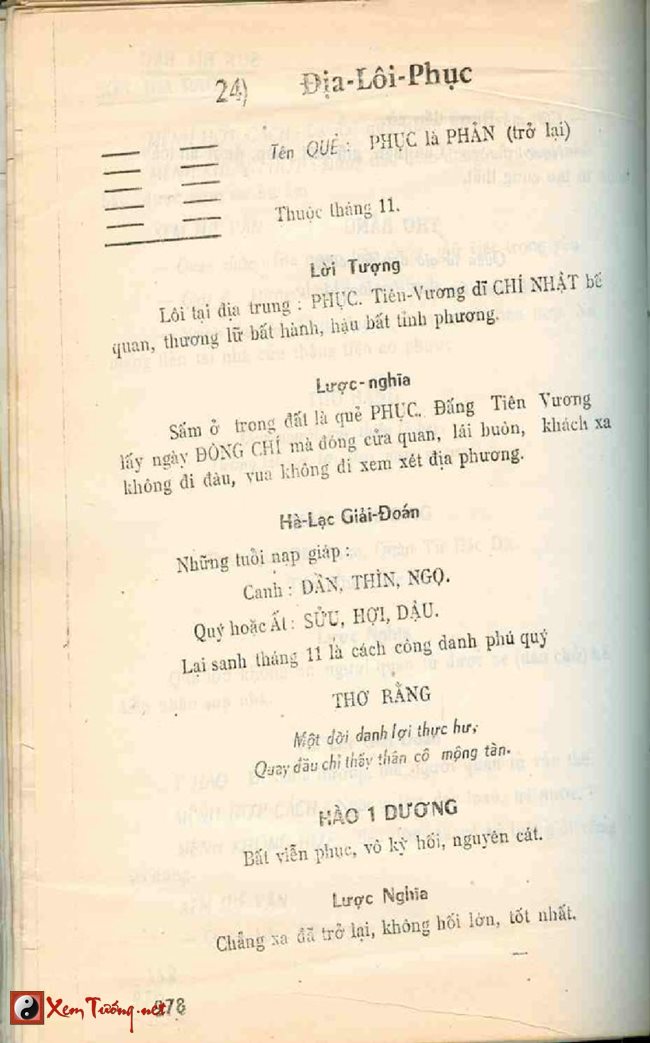 24) Địa-Lôi-Phục
Tên QUẺ : PHỤC là PHẢN (trở lại)
Thuộc tháng 11.
Lời Tượng
Lôi tại địa trung : PHỤC. Tiên-Vương dĩ CHÍ NHẬT bế
quan, thương lữ bất hành, hậu bất tỉnh phương.
Lược-nghĩa
Sấm ở trong đất là quẻ PHỤC. Đấng Tiên Vương
lấy ngày ĐÔNG CHÍ mà đóng cửa quan, lái buôn, khách xa
không đi đâu, vua không đi xem xét địa phương.
Hà-Lạc Giải-Đoán
Những tuổi nạp giáp :
Canh : DẦN, THÌN, NGỌ.
Quý hoặc Ất : SỬU, HỢI, DẬU.
Lại sanh tháng 11 là cách công danh phú quý
THƠ RẰNG
Một đời danh lợi thực hư,
Quay đầu chỉ thấy thân cô mộng tàn.
HÀO 1 DƯƠNG
Bất viễn phục, vô kỳ hối, nguyên cát.
Lược Nghĩa
Chẳng xa đã trở lại, không hối lớn, tốt nhất.
XemTướng.net
278